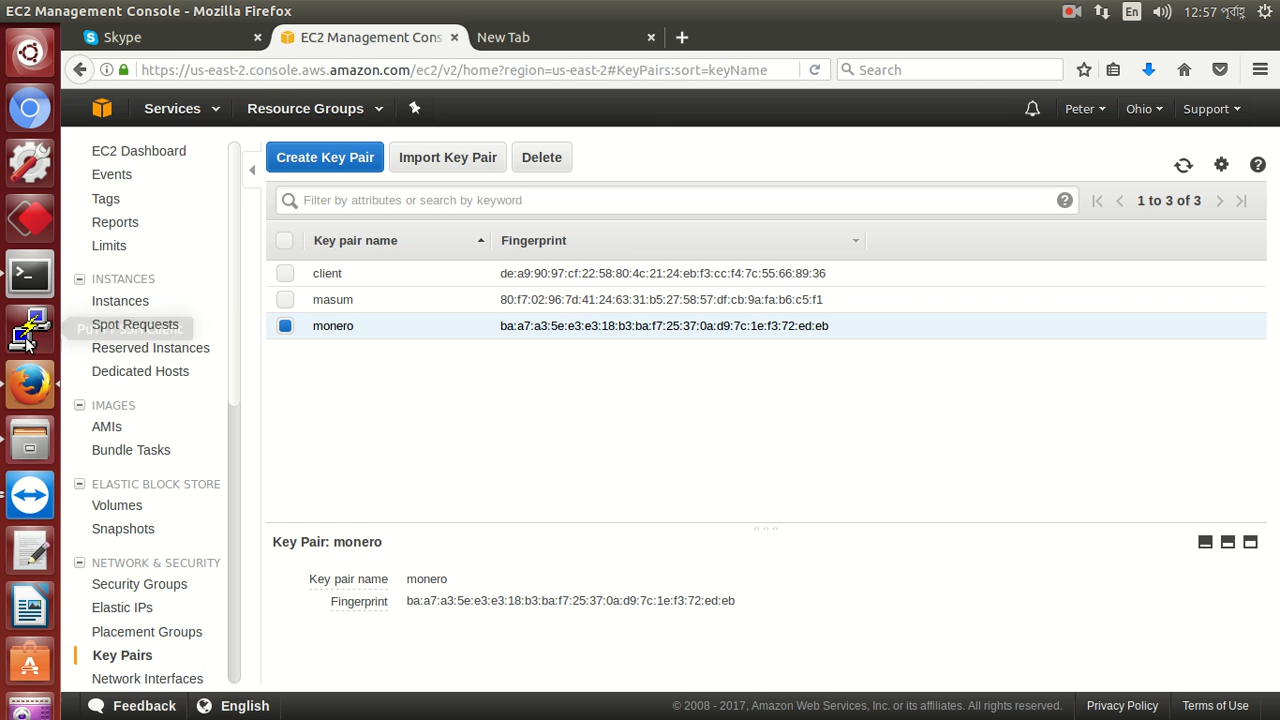 EC2 Management Console - Mozilla Firefox
En
12:57 পূর্বাহ্ণ
Skype
EC2 Management Cons
New Tab
https://us-east-2.console.aws.amazon.com/ec2/v2/home?region=us-east-2#KeyPairs:sort=keyName
Search
Services
Resource Groups
Peter
Ohio
Support
EC2 Dashboard
Events
Tags
Reports
Limits
INSTANCES
Instances
Spot Requests
Reserved Instances
Dedicated Hosts
IMAGES
AMIs
Bundle Tasks
ELASTIC BLOCK STORE
Volumes
Snapshots
NETWORK & SECURITY
Security Groups
Elastic IPs
Placement Groups
Key Pairs
Network Interfaces
Create Key Pair
Import Key Pair
Delete
Filter by attributes or search by keyword
1 to 3 of 3
Key pair name
Fingerprint
client
de:a9:90:97:cf:22:58:80:4c:21:24:eb:f3:cc:f4:7c:55:66:89:36
masum
80:f7:02:96:7d:41:24:63:31:b5:27:58:57:df:cb:9a:fa:b6:c5:f1
monero
ba:a7:a3:5e:e3:e3:18:b3:ba:f7:25:37:0a:d9:7c:1e:f3:72:ed:eb
Key Pair: monero
Key pair name
monero
Fingerprint
ba:a7:a3:5e:e3:e3:18:b3:ba:f7:25:37:0a:d9:7c:1e:f3:72:ed:eb
Feedback
English
© 2008 - 2017, Amazon Web Services, Inc. or its affiliates. All rights reserved.
Privacy Policy
Terms of Use